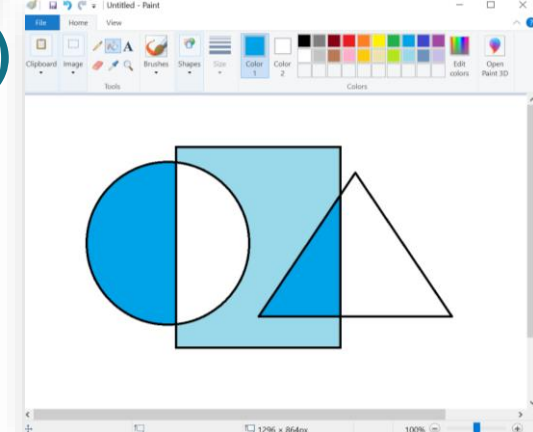 Untitled - Paint
File Home View
Clipboard Image Brushes Shapes Size Color 1 Color 2 Edit colors Open Paint 3D
A
Tools Colors
1296 × 864px 100%